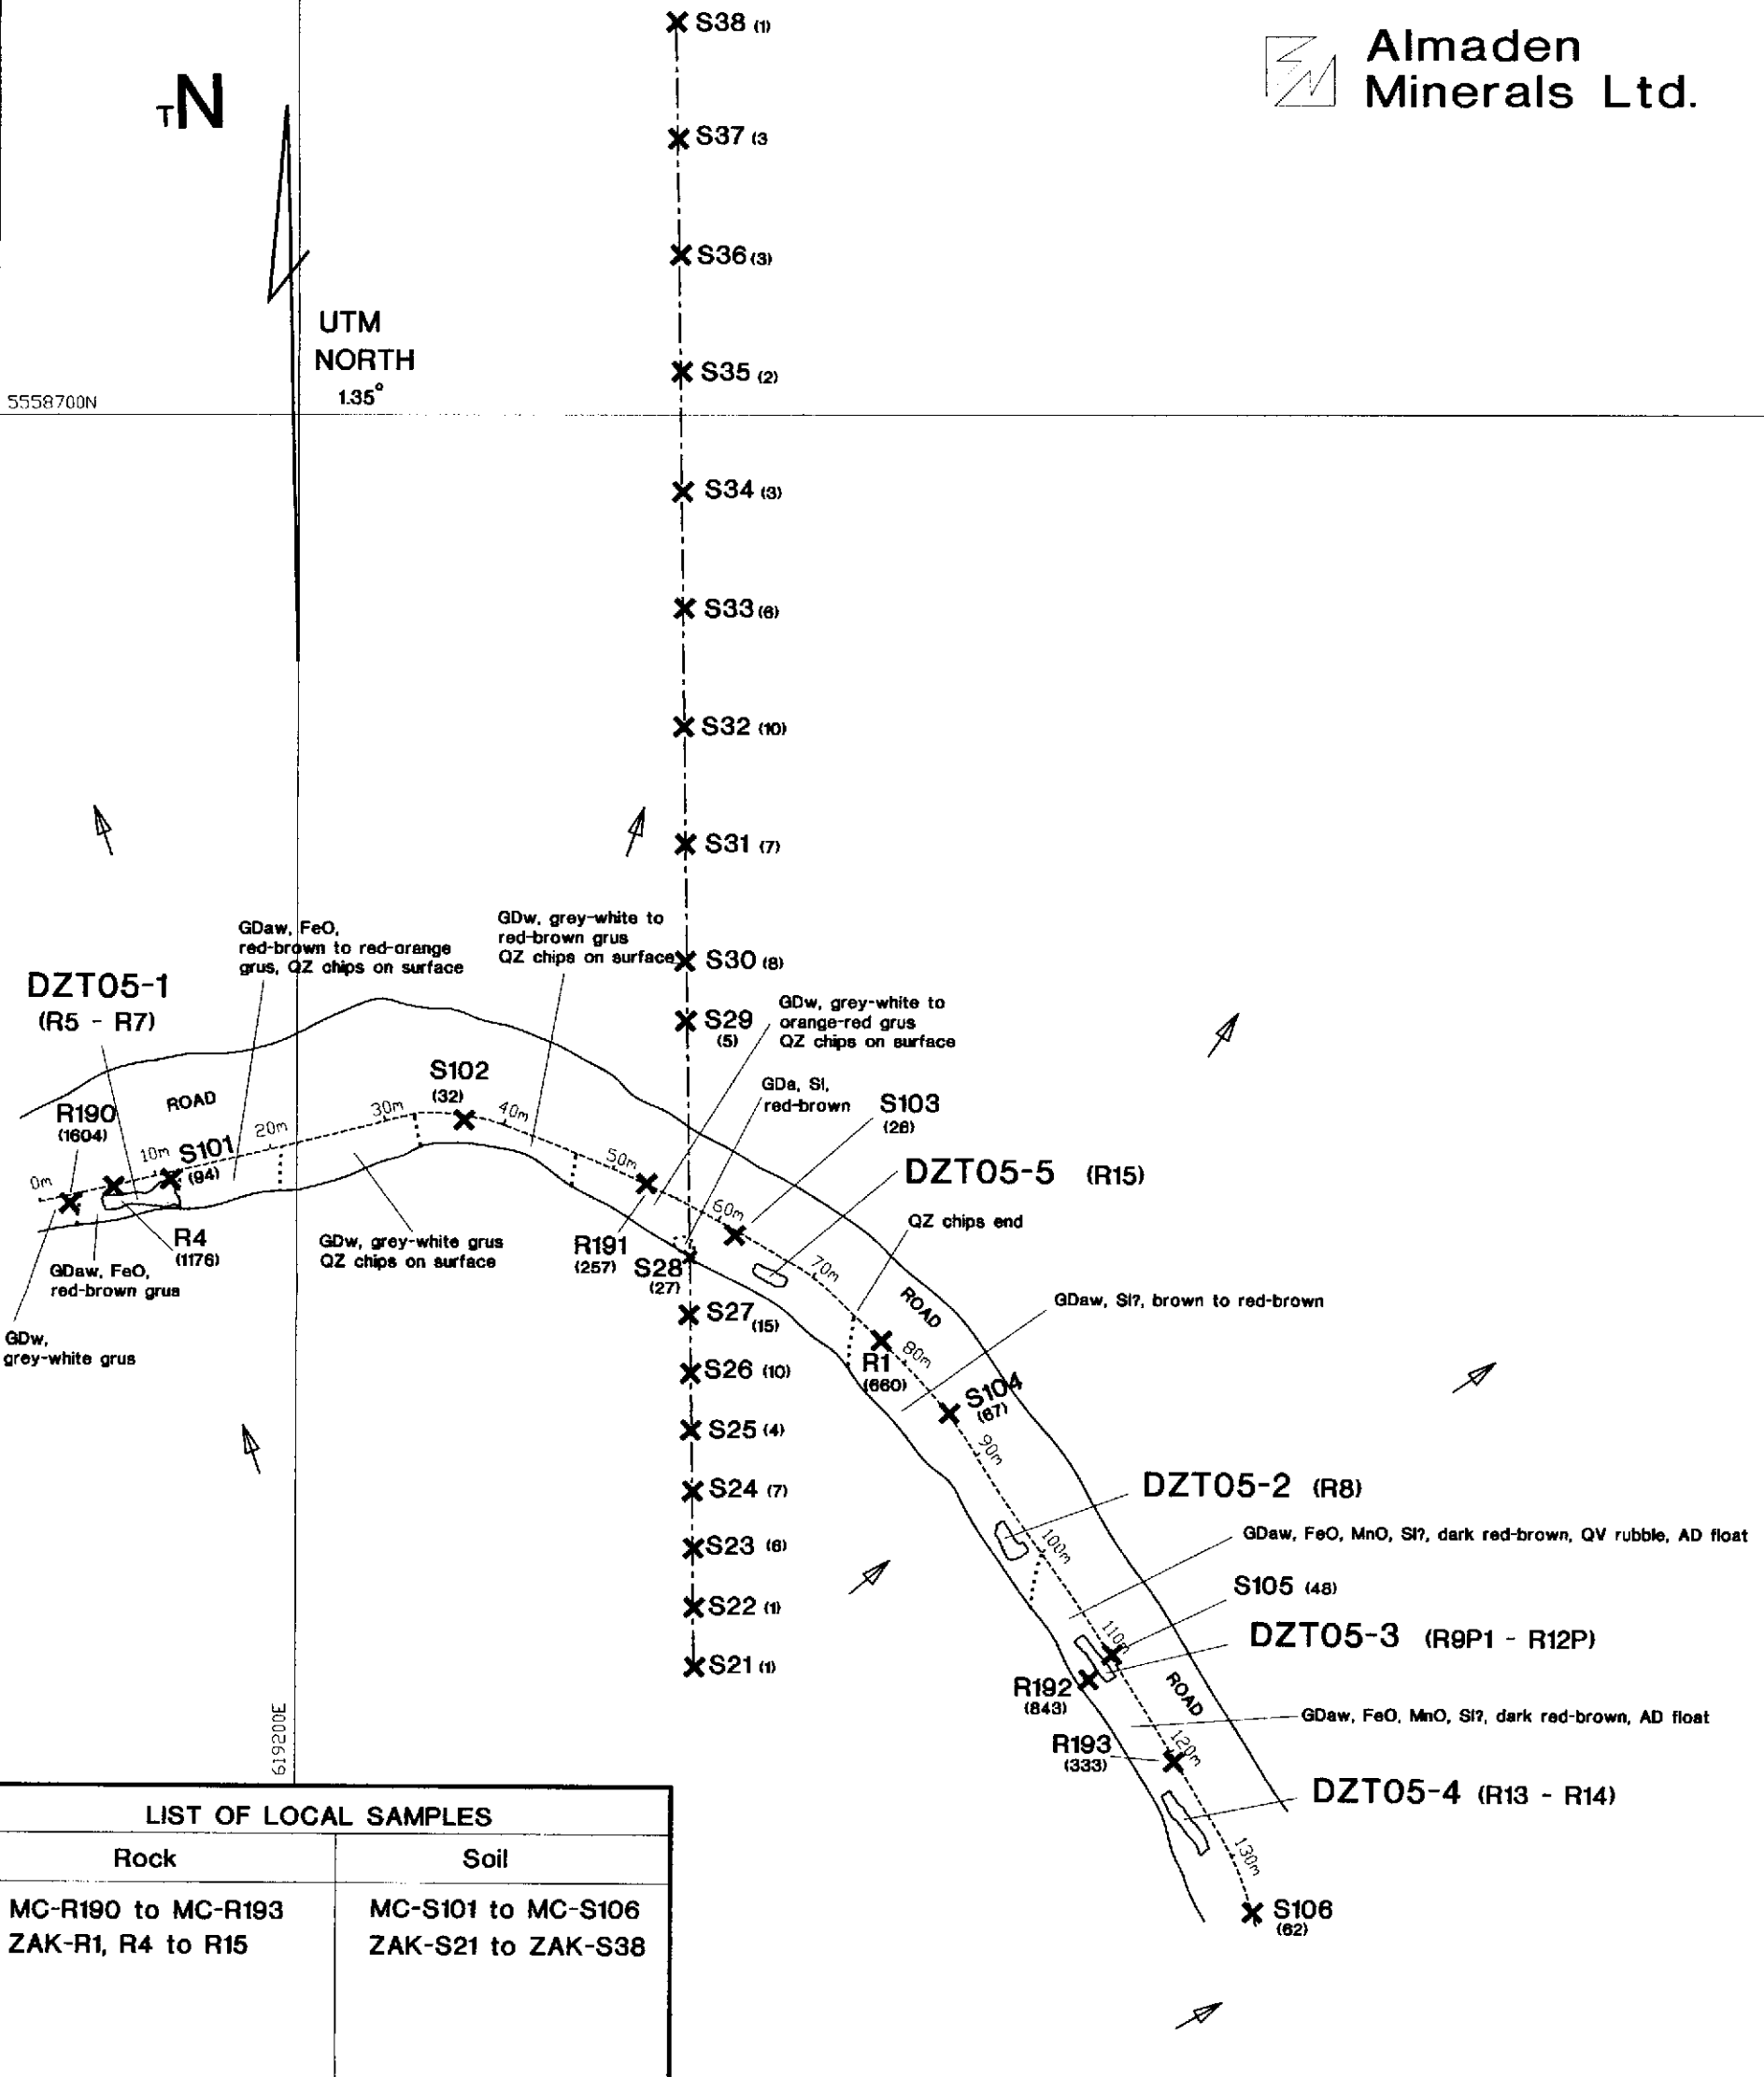 S38 (1)
Almaden
Minerals Ltd.
TN
S37 (3
S36 (3)
UTM
NORTH
1.35°
S35 (2)
5558700N
S34 (3)
S33 (6)
S32 (10)
S31 (7)
GDaw, FeO,
red-brown to red-orange
grus, QZ chips on surface
GDw, grey-white to
red-brown grus
QZ chips on surface
S30 (8)
DZT05-1
(R5 - R7)
S29
(5)
GDw, grey-white to
orange-red grus
QZ chips on surface
S102
(32)
GDa, SI,
red-brown
S103
(26)
R190
(1604)
ROAD
0m
10m
20m
30m
40m
50m
60m
70m
80m
90m
100m
110m
120m
130m
S101
(94)
DZT05-5 (R15)
QZ chips end
R4
(1176)
GDaw, FeO,
red-brown grus
GDw, grey-white grus
QZ chips on surface
R191
(257)
S28
(27)
GDw,
grey-white grus
S27 (15)
ROAD
GDaw, SI?, brown to red-brown
S26 (10)
R1
(660)
S104
(67)
S25 (4)
S24 (7)
DZT05-2 (R8)
S23 (6)
GDaw, FeO, MnO, SI?, dark red-brown, QV rubble, AD float
S22 (1)
S105 (48)
DZT05-3 (R9P1 - R12P)
S21 (1)
R192
(843)
ROAD
GDaw, FeO, MnO, SI?, dark red-brown, AD float
R193
(333)
619200E
DZT05-4 (R13 - R14)
S106
(62)
LIST OF LOCAL SAMPLES
Rock
Soil
MC-R190 to MC-R193
MC-S101 to MC-S106
ZAK-R1, R4 to R15
ZAK-S21 to ZAK-S38